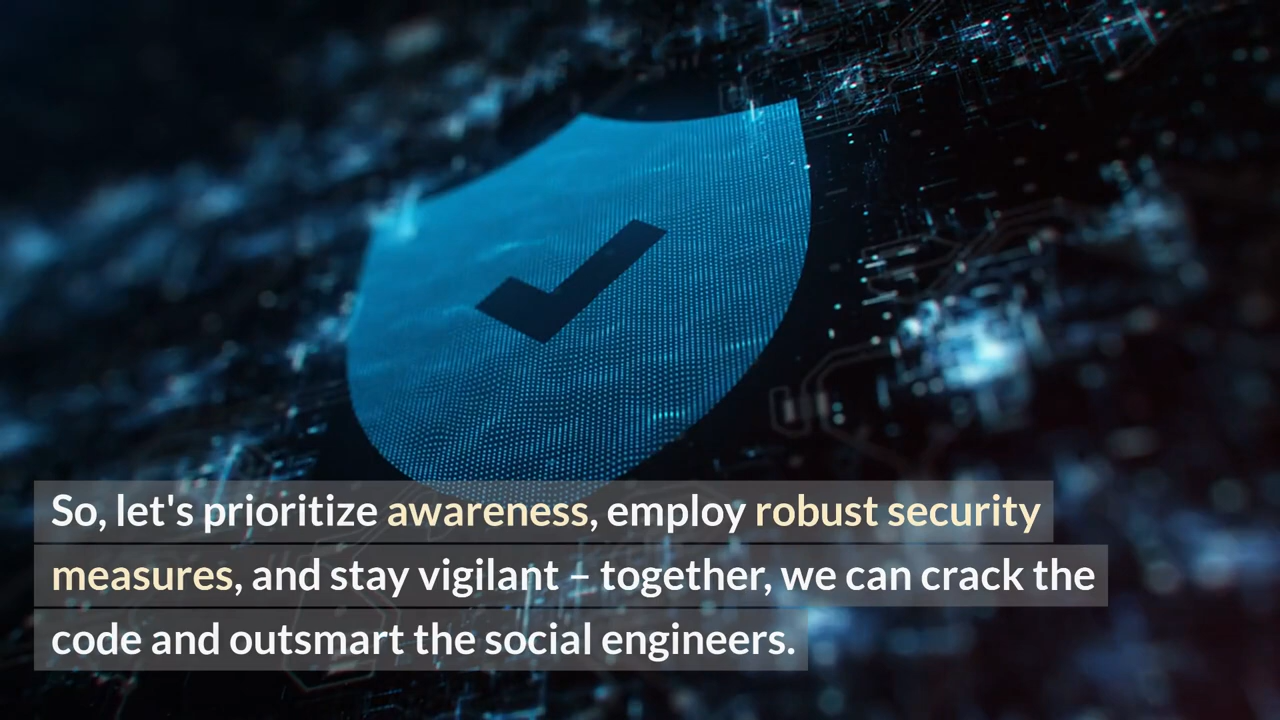 So, let's prioritize awareness, employ robust security
measures, and stay vigilant – together, we can crack the
code and outsmart the social engineers.